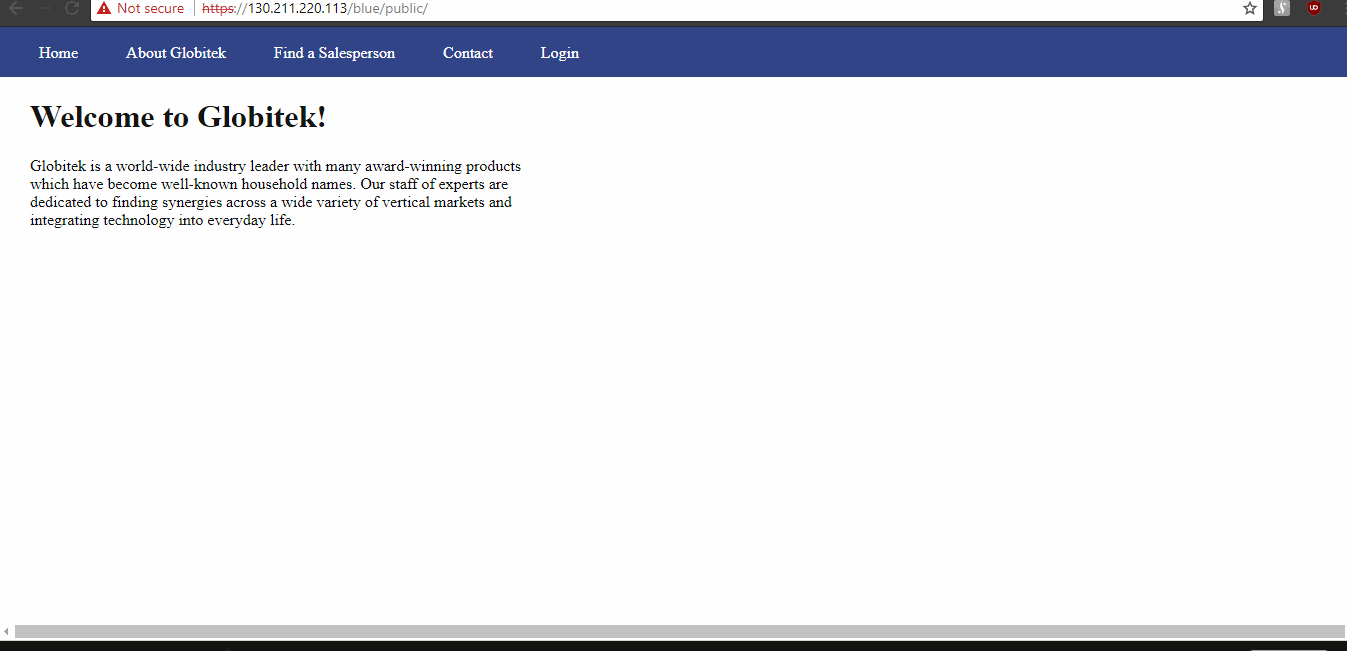 Not secure https://130.211.220.113/blue/public/
Home About Globitek Find a Salesperson Contact Login
Welcome to Globitek!
Globitek is a world-wide industry leader with many award-winning products
which have become well-known household names. Our staff of experts are
dedicated to finding synergies across a wide variety of vertical markets and
integrating technology into everyday life.